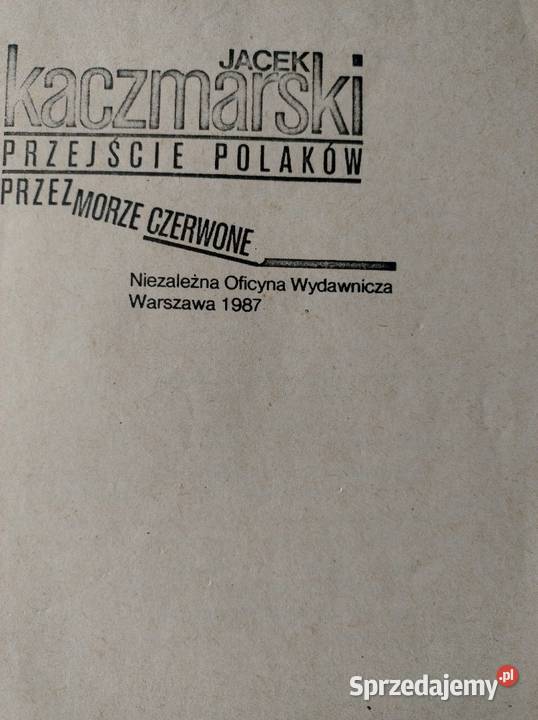 JACEK
kaczmarski
PRZEJŚCIE POLAKÓW
PRZEZ MORZE CZERWONE
Niezależna Oficyna Wydawnicza
Warszawa 1987
Sprzedajemy.pl